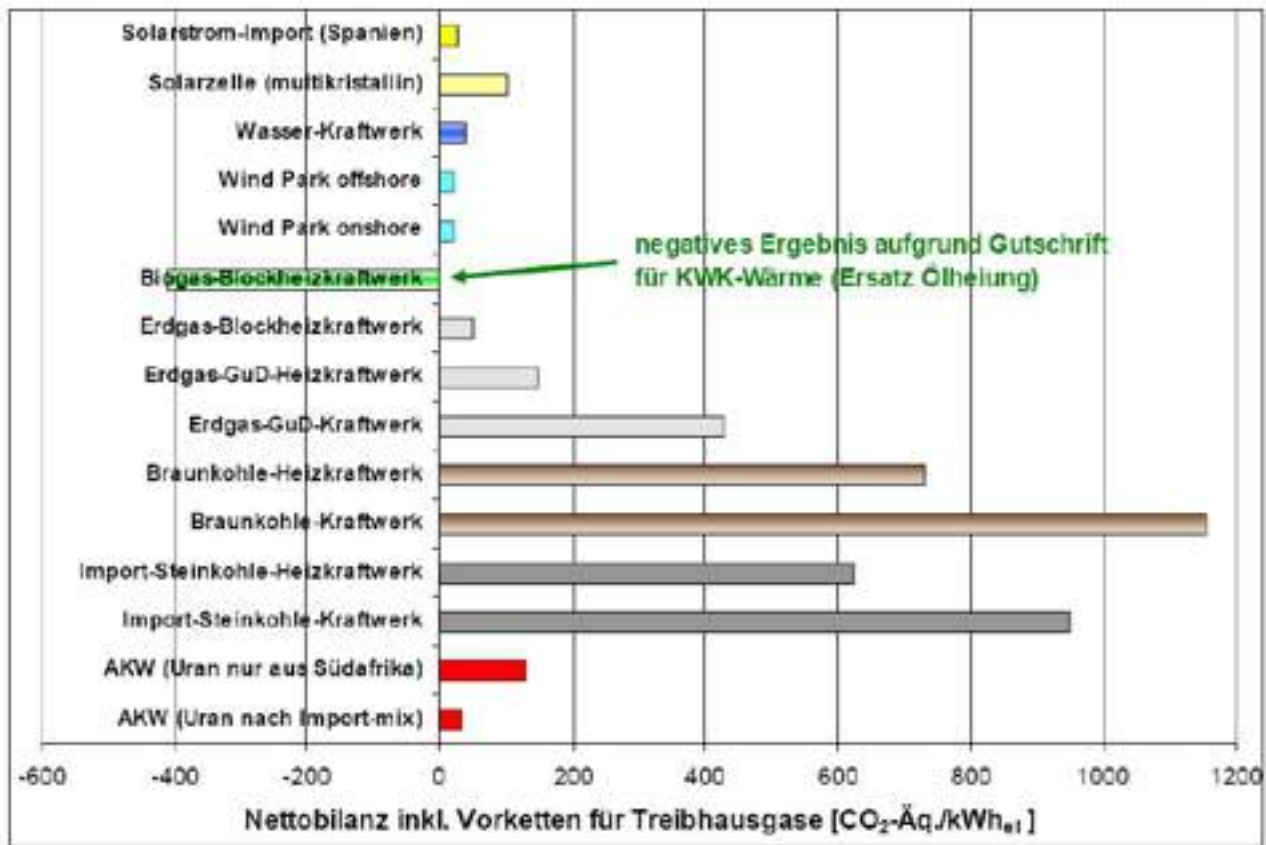 Solarstrom-Import (Spanien)
Solarzelle (multikristallin)
Wasser-Kraftwerk
Wind Park offshore
Wind Park onshore
negatives Ergebnis aufgrund Gutschrift
für KWK-Wärme (Ersatz Ölheiung)
Biogas-Blockheizkraftwerk
Erdgas-Blockheizkraftwerk
Erdgas-GuD-Heizkraftwerk
Erdgas-GuD-Kraftwerk
Braunkohle-Heizkraftwerk
Braunkohle-Kraftwerk
Import-Steinkohle-Heizkraftwerk
Import-Steinkohle-Kraftwerk
AKW (Uran nur aus Südafrika)
AKW (Uran nach Import-mix)
-600 -400 -200 0 200 400 600 800 1000 1200
Nettobilanz inkl. Vorketten für Treibhausgase [CO₂-Äq./kWhₑₗ]